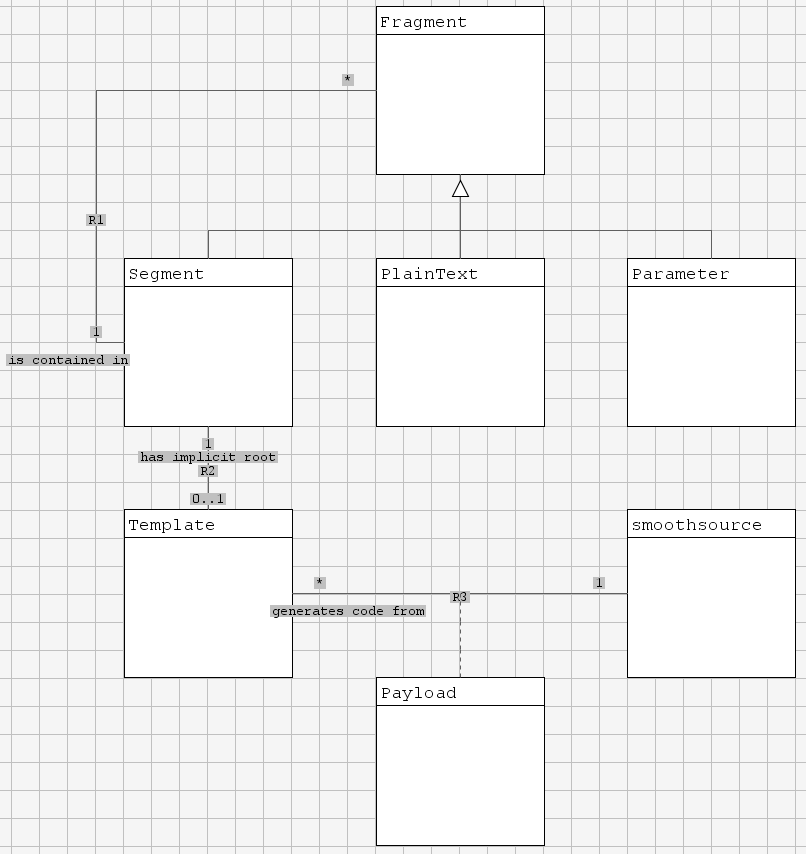 Fragment
*
R1
Segment
PlainText
Parameter
1
is contained in
1
has implicit root
R2
0..1
Template
smoothsource
*
1
R3
generates code from
Payload